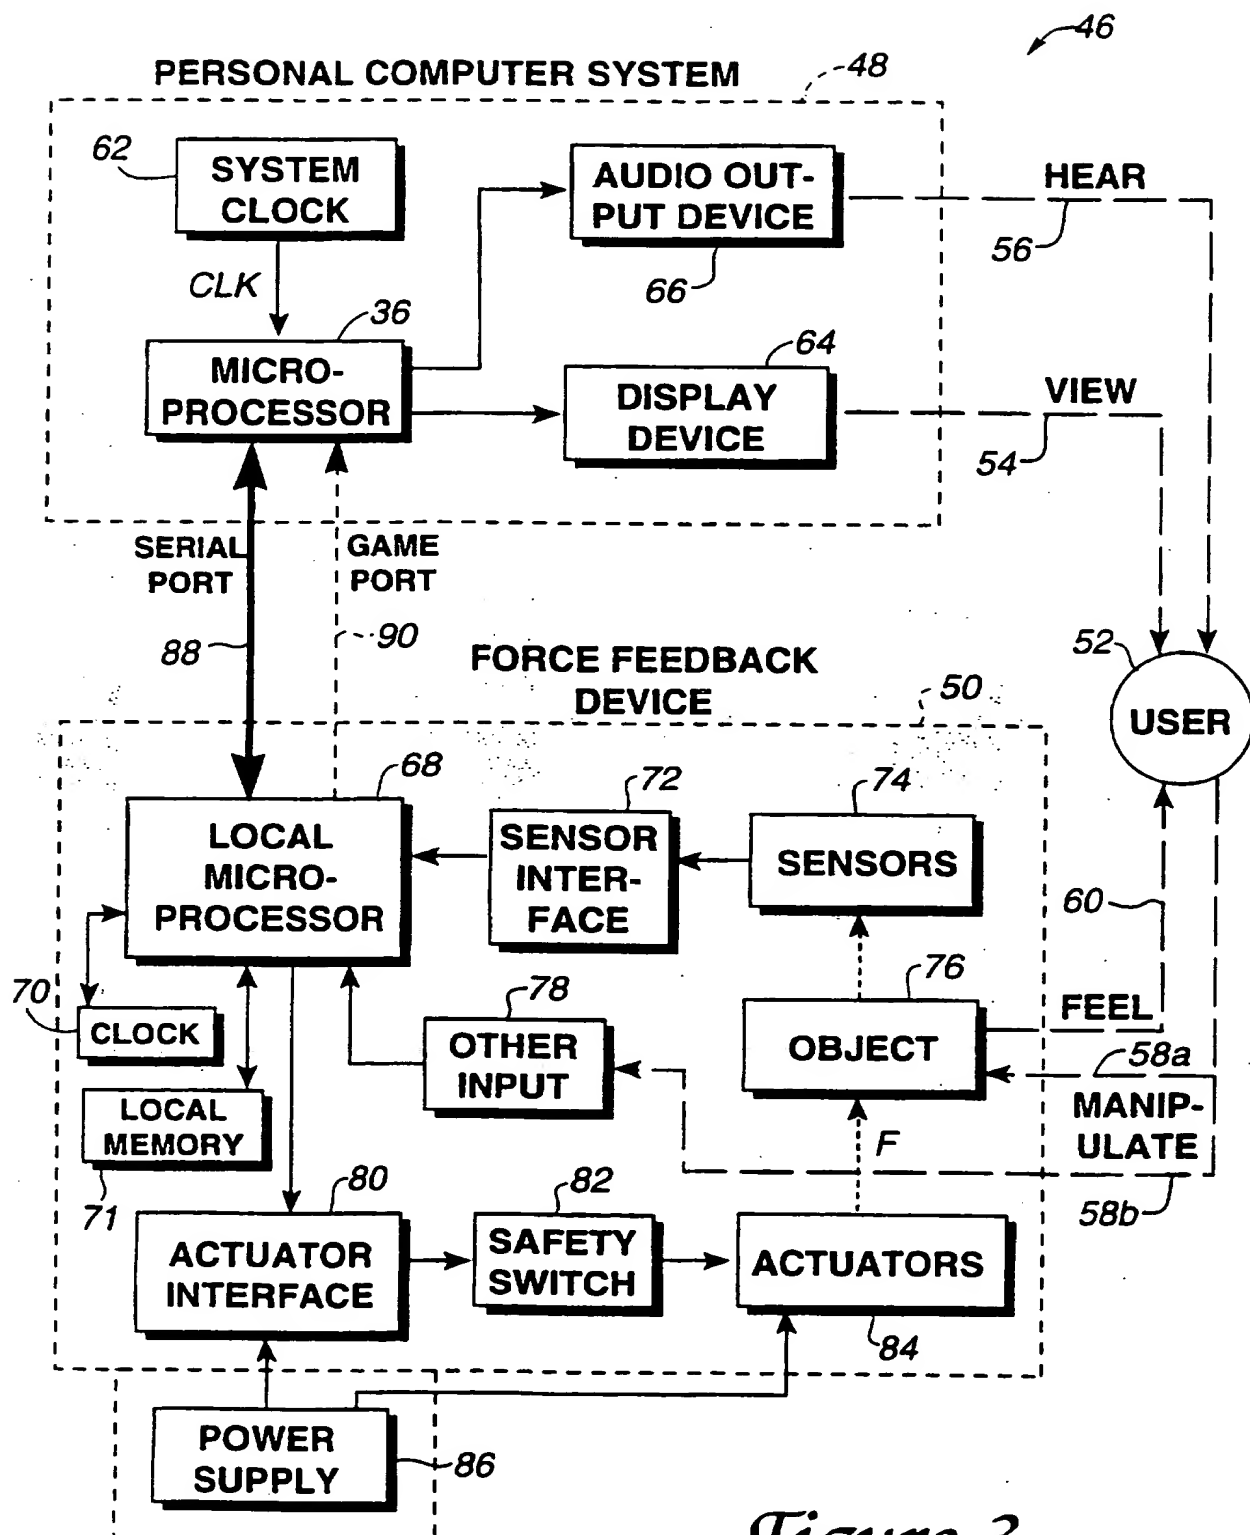 46
PERSONAL COMPUTER SYSTEM
48
62
SYSTEM
CLOCK
AUDIO OUT-
PUT DEVICE
HEAR
56
66
CLK
36
MICRO-
PROCESSOR
64
DISPLAY
DEVICE
VIEW
54
SERIAL
PORT
GAME
PORT
88
90
FORCE FEEDBACK
DEVICE
50
52
USER
68
LOCAL
MICRO-
PROCESSOR
72
SENSOR
INTER-
FACE
74
SENSORS
60
70
CLOCK
78
OTHER
INPUT
76
OBJECT
FEEL
58a
MANIP-
ULATE
58b
LOCAL
MEMORY
71
F
80
ACTUATOR
INTERFACE
82
SAFETY
SWITCH
ACTUATORS
84
POWER
SUPPLY
86